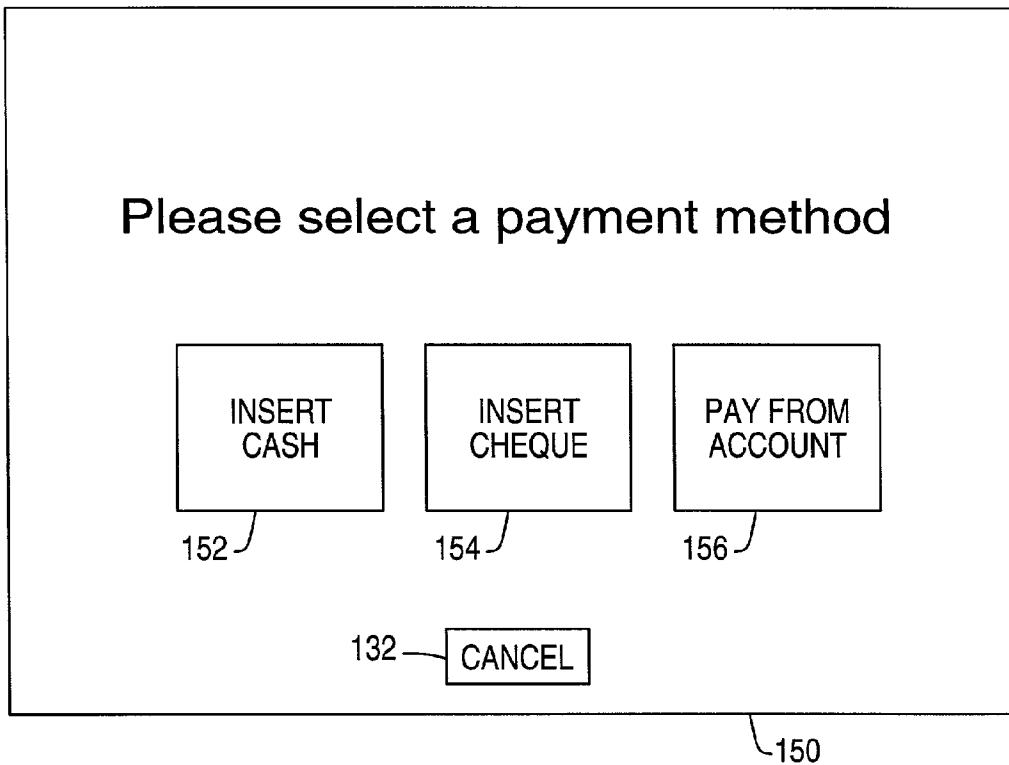 Please select a payment method
INSERT
CASH
INSERT
CHEQUE
PAY FROM
ACCOUNT
152
154
156
132
CANCEL
150